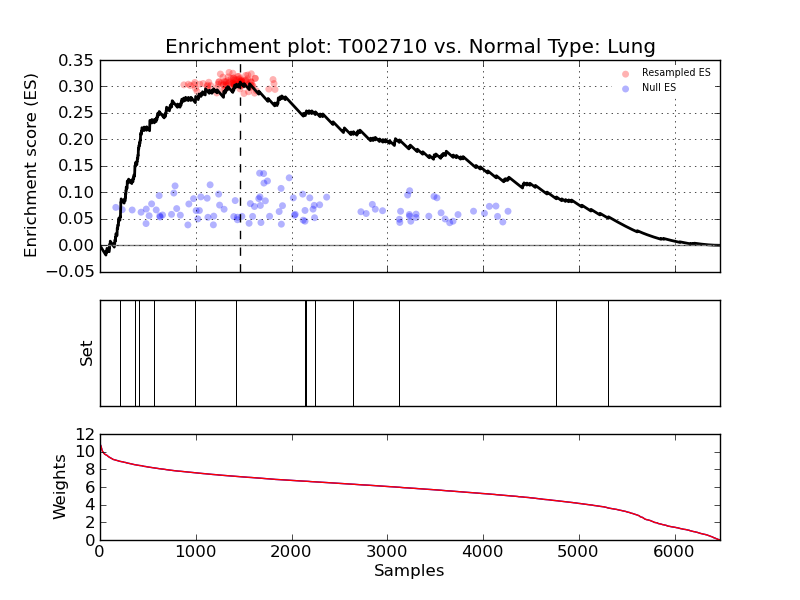 Enrichment plot: T002710 vs. Normal Type: Lung
0.35
0.30
0.25
0.20
0.15
0.10
0.05
0.00
−0.05
Enrichment score (ES)
Resampled ES
Null ES
Set
12
10
8
6
4
2
0
Weights
0 1000 2000 3000 4000 5000 6000
Samples